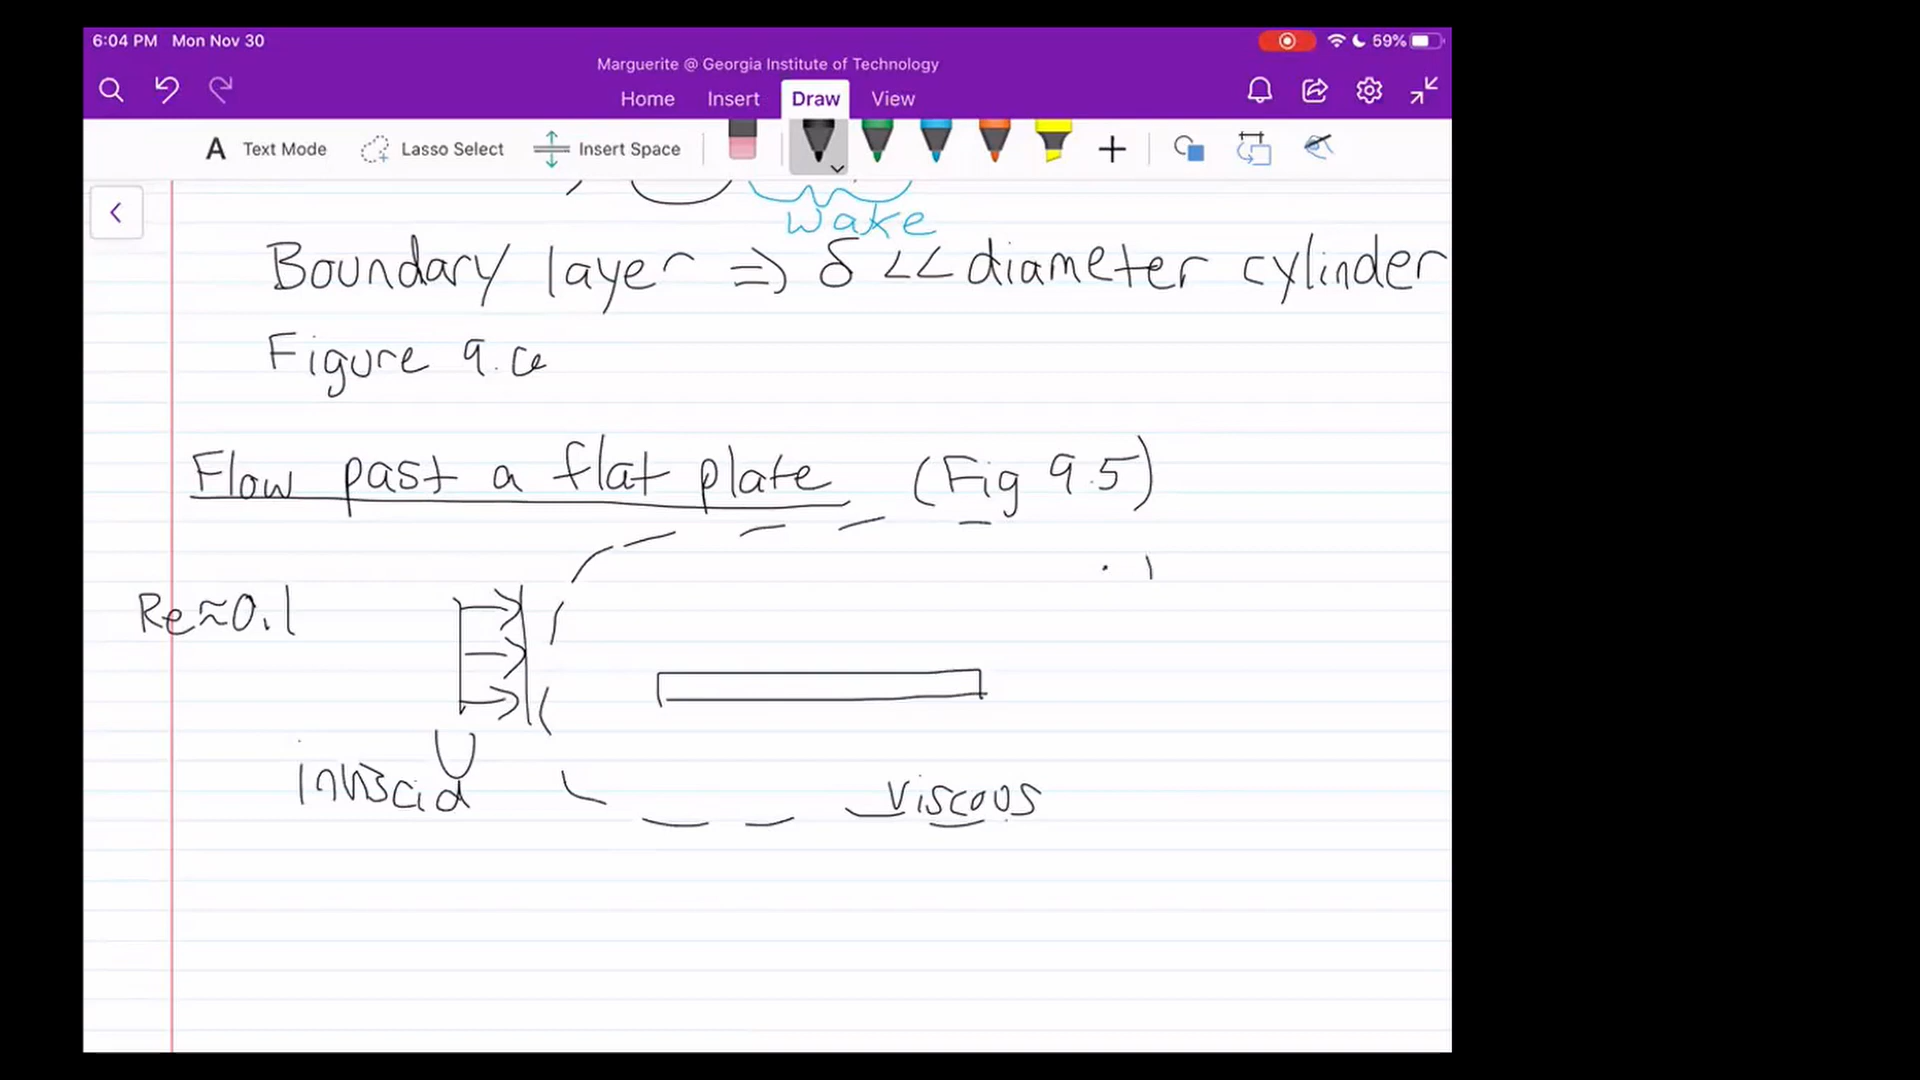 6:04 PM Mon Nov 30
59%
Marguerite @ Georgia Institute of Technology
Home Insert Draw View
A Text Mode Lasso Select Insert Space
wake
Boundary layer => δ << diameter cylinder
Figure 9.
Flow past a flat plate (Fig 9.5)
Re≈0.1
U
inviscid
viscous